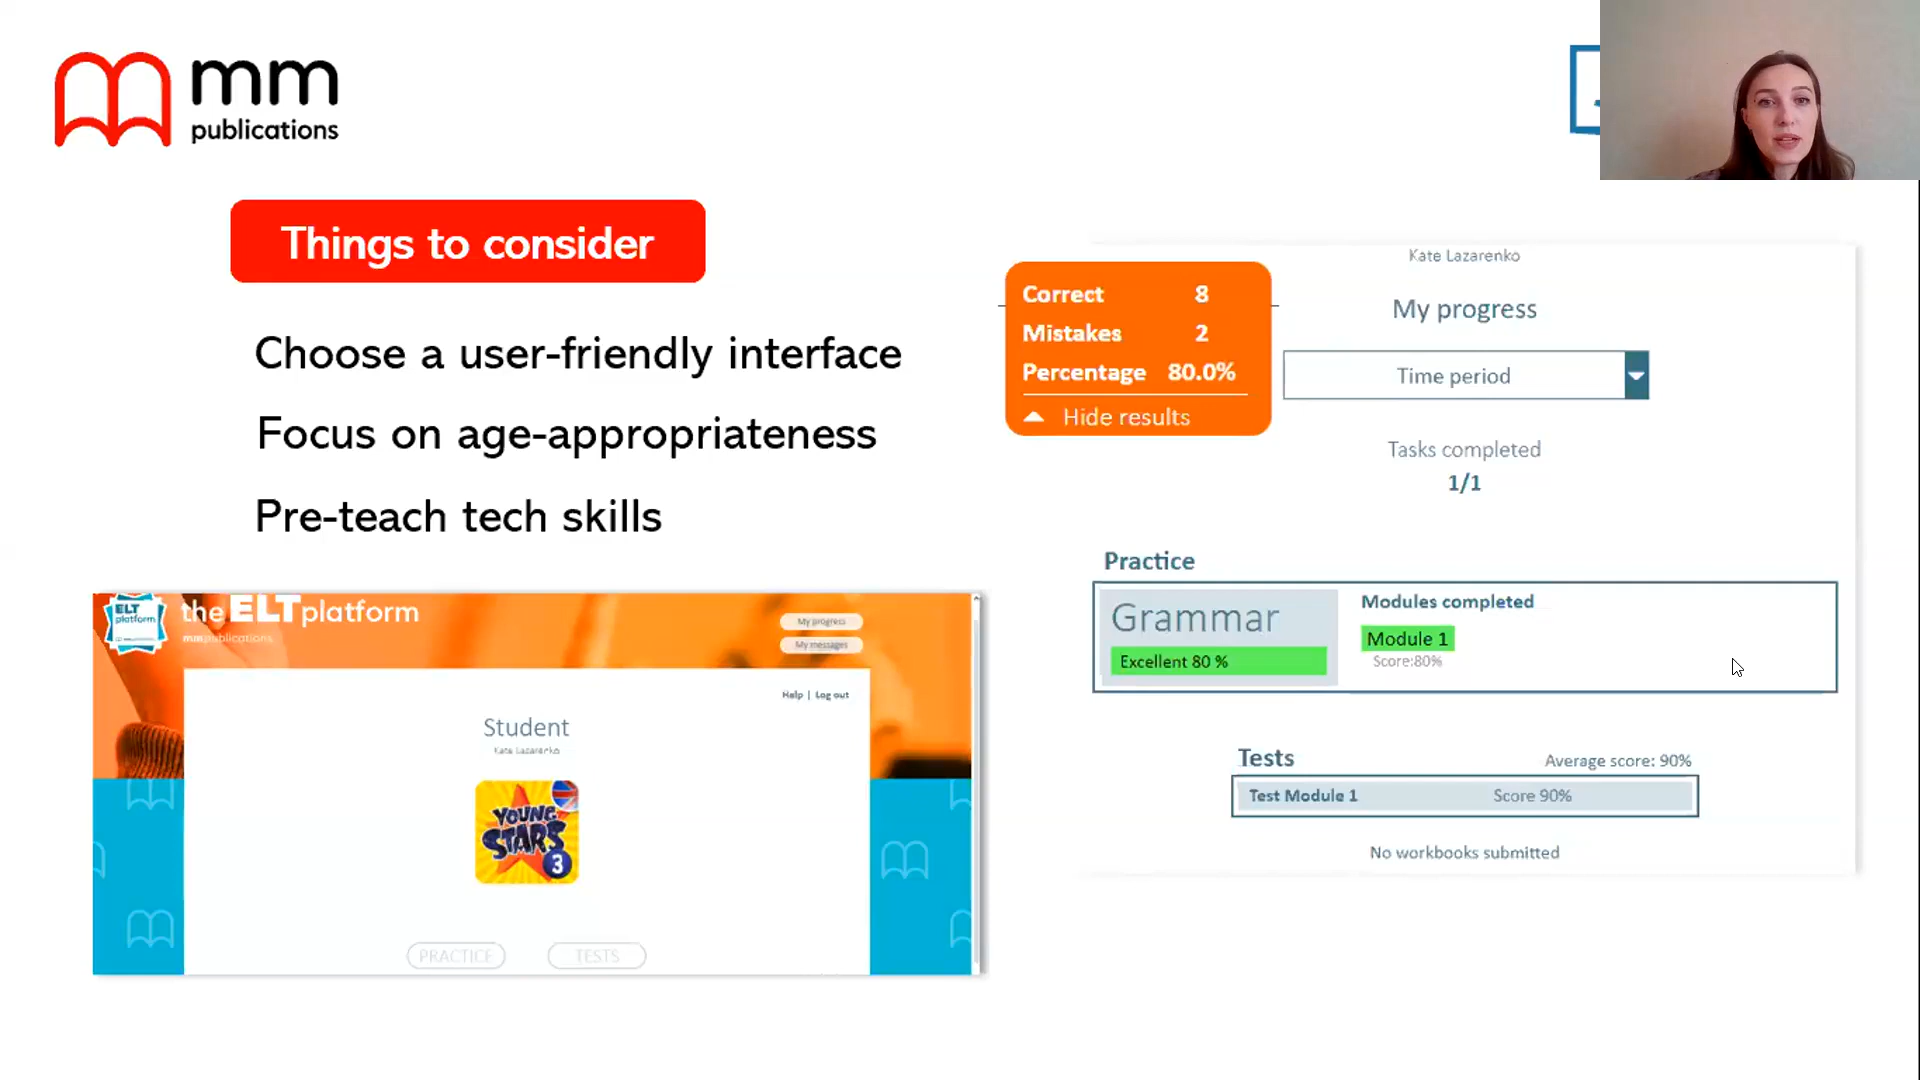 mm
publications
Things to consider
Choose a user-friendly interface
Focus on age-appropriateness
Pre-teach tech skills
ELT
platform
the ELT platform
mmpublications
My progress
My messages
Help | Log out
Student
Kate Lazarenko
YOUNG
STARS
3
PRACTICE
TESTS
Correct 8
Mistakes 2
Percentage 80.0%
Hide results
Kate Lazarenko
My progress
Time period
Tasks completed
1/1
Practice
Grammar
Excellent 80 %
Modules completed
Module 1
Score:80%
Tests
Average score: 90%
Test Module 1
Score 90%
No workbooks submitted